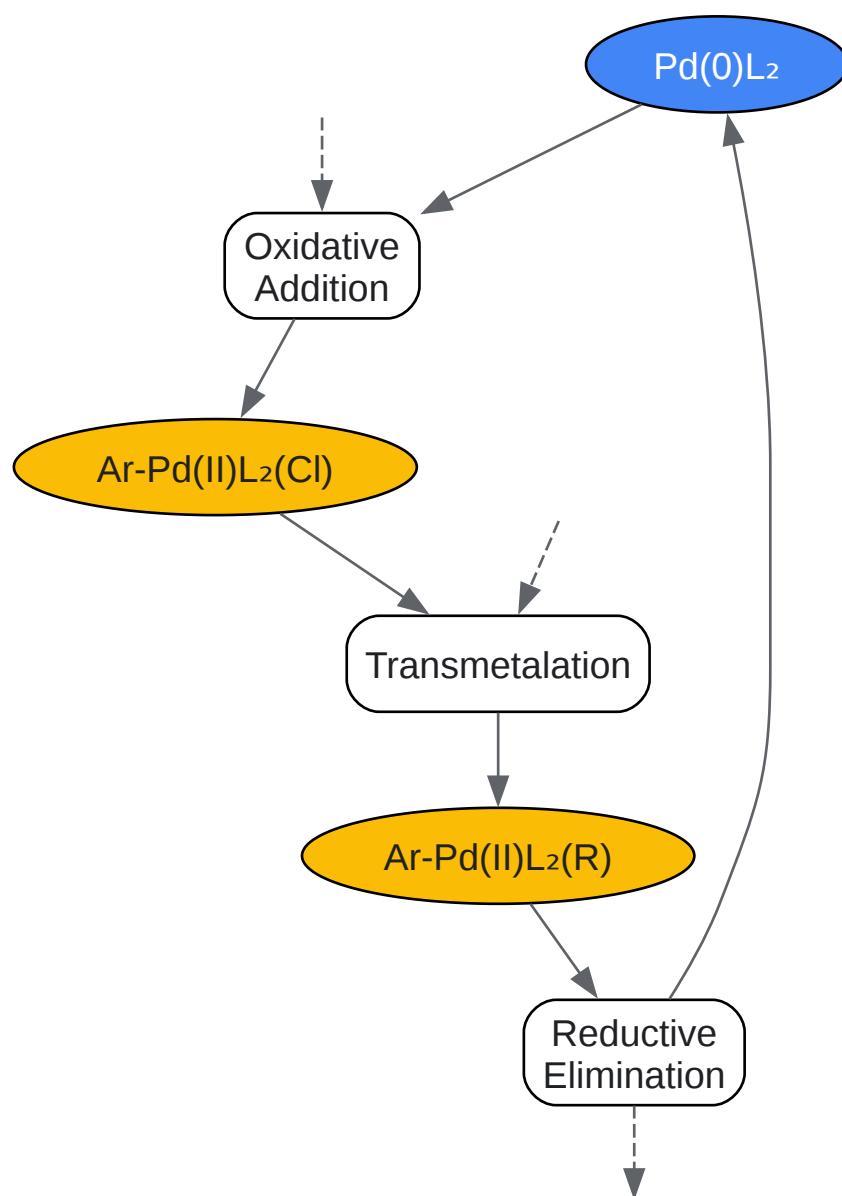 Pd(0)L₂
Oxidative
Addition
Ar-Pd(II)L₂(Cl)
Transmetalation
Ar-Pd(II)L₂(R)
Reductive
Elimination